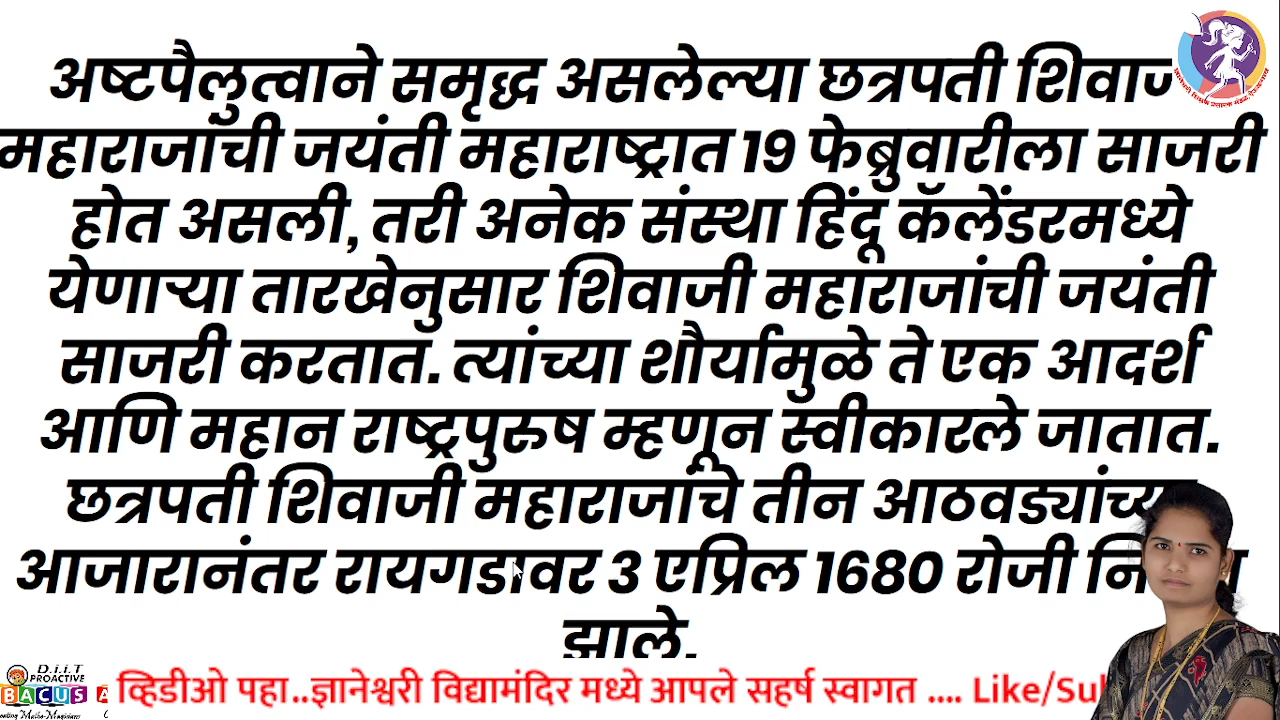 अष्टपैलुत्वाने समृद्ध असलेल्या छत्रपती
महाराजांची जयंती महाराष्ट्रात 19 फेब्रुवारीला साजरी
होत असली, तरी अनेक संस्था हिंदू कॅलेंडरमध्ये
येणाऱ्या तारखेनुसार शिवाजी महाराजांची जयंती
साजरी करतात. त्यांच्या शौर्यामुळे ते एक आदर्श
आणि महान राष्ट्रपुरुष म्हणून स्वीकारले जातात.
छत्रपती शिवाजी महाराजांचे तीन आठवड्यांच्या
आजारानंतर रायगडावर 3 एप्रिल 1680 रोजी
झाले.
D.i.i.T
PROACTIVE
व्हिडीओ पहा..ज्ञानेश्वरी विद्यामंदिर मध्ये आपले सहर्ष स्वागत .... Like/Su